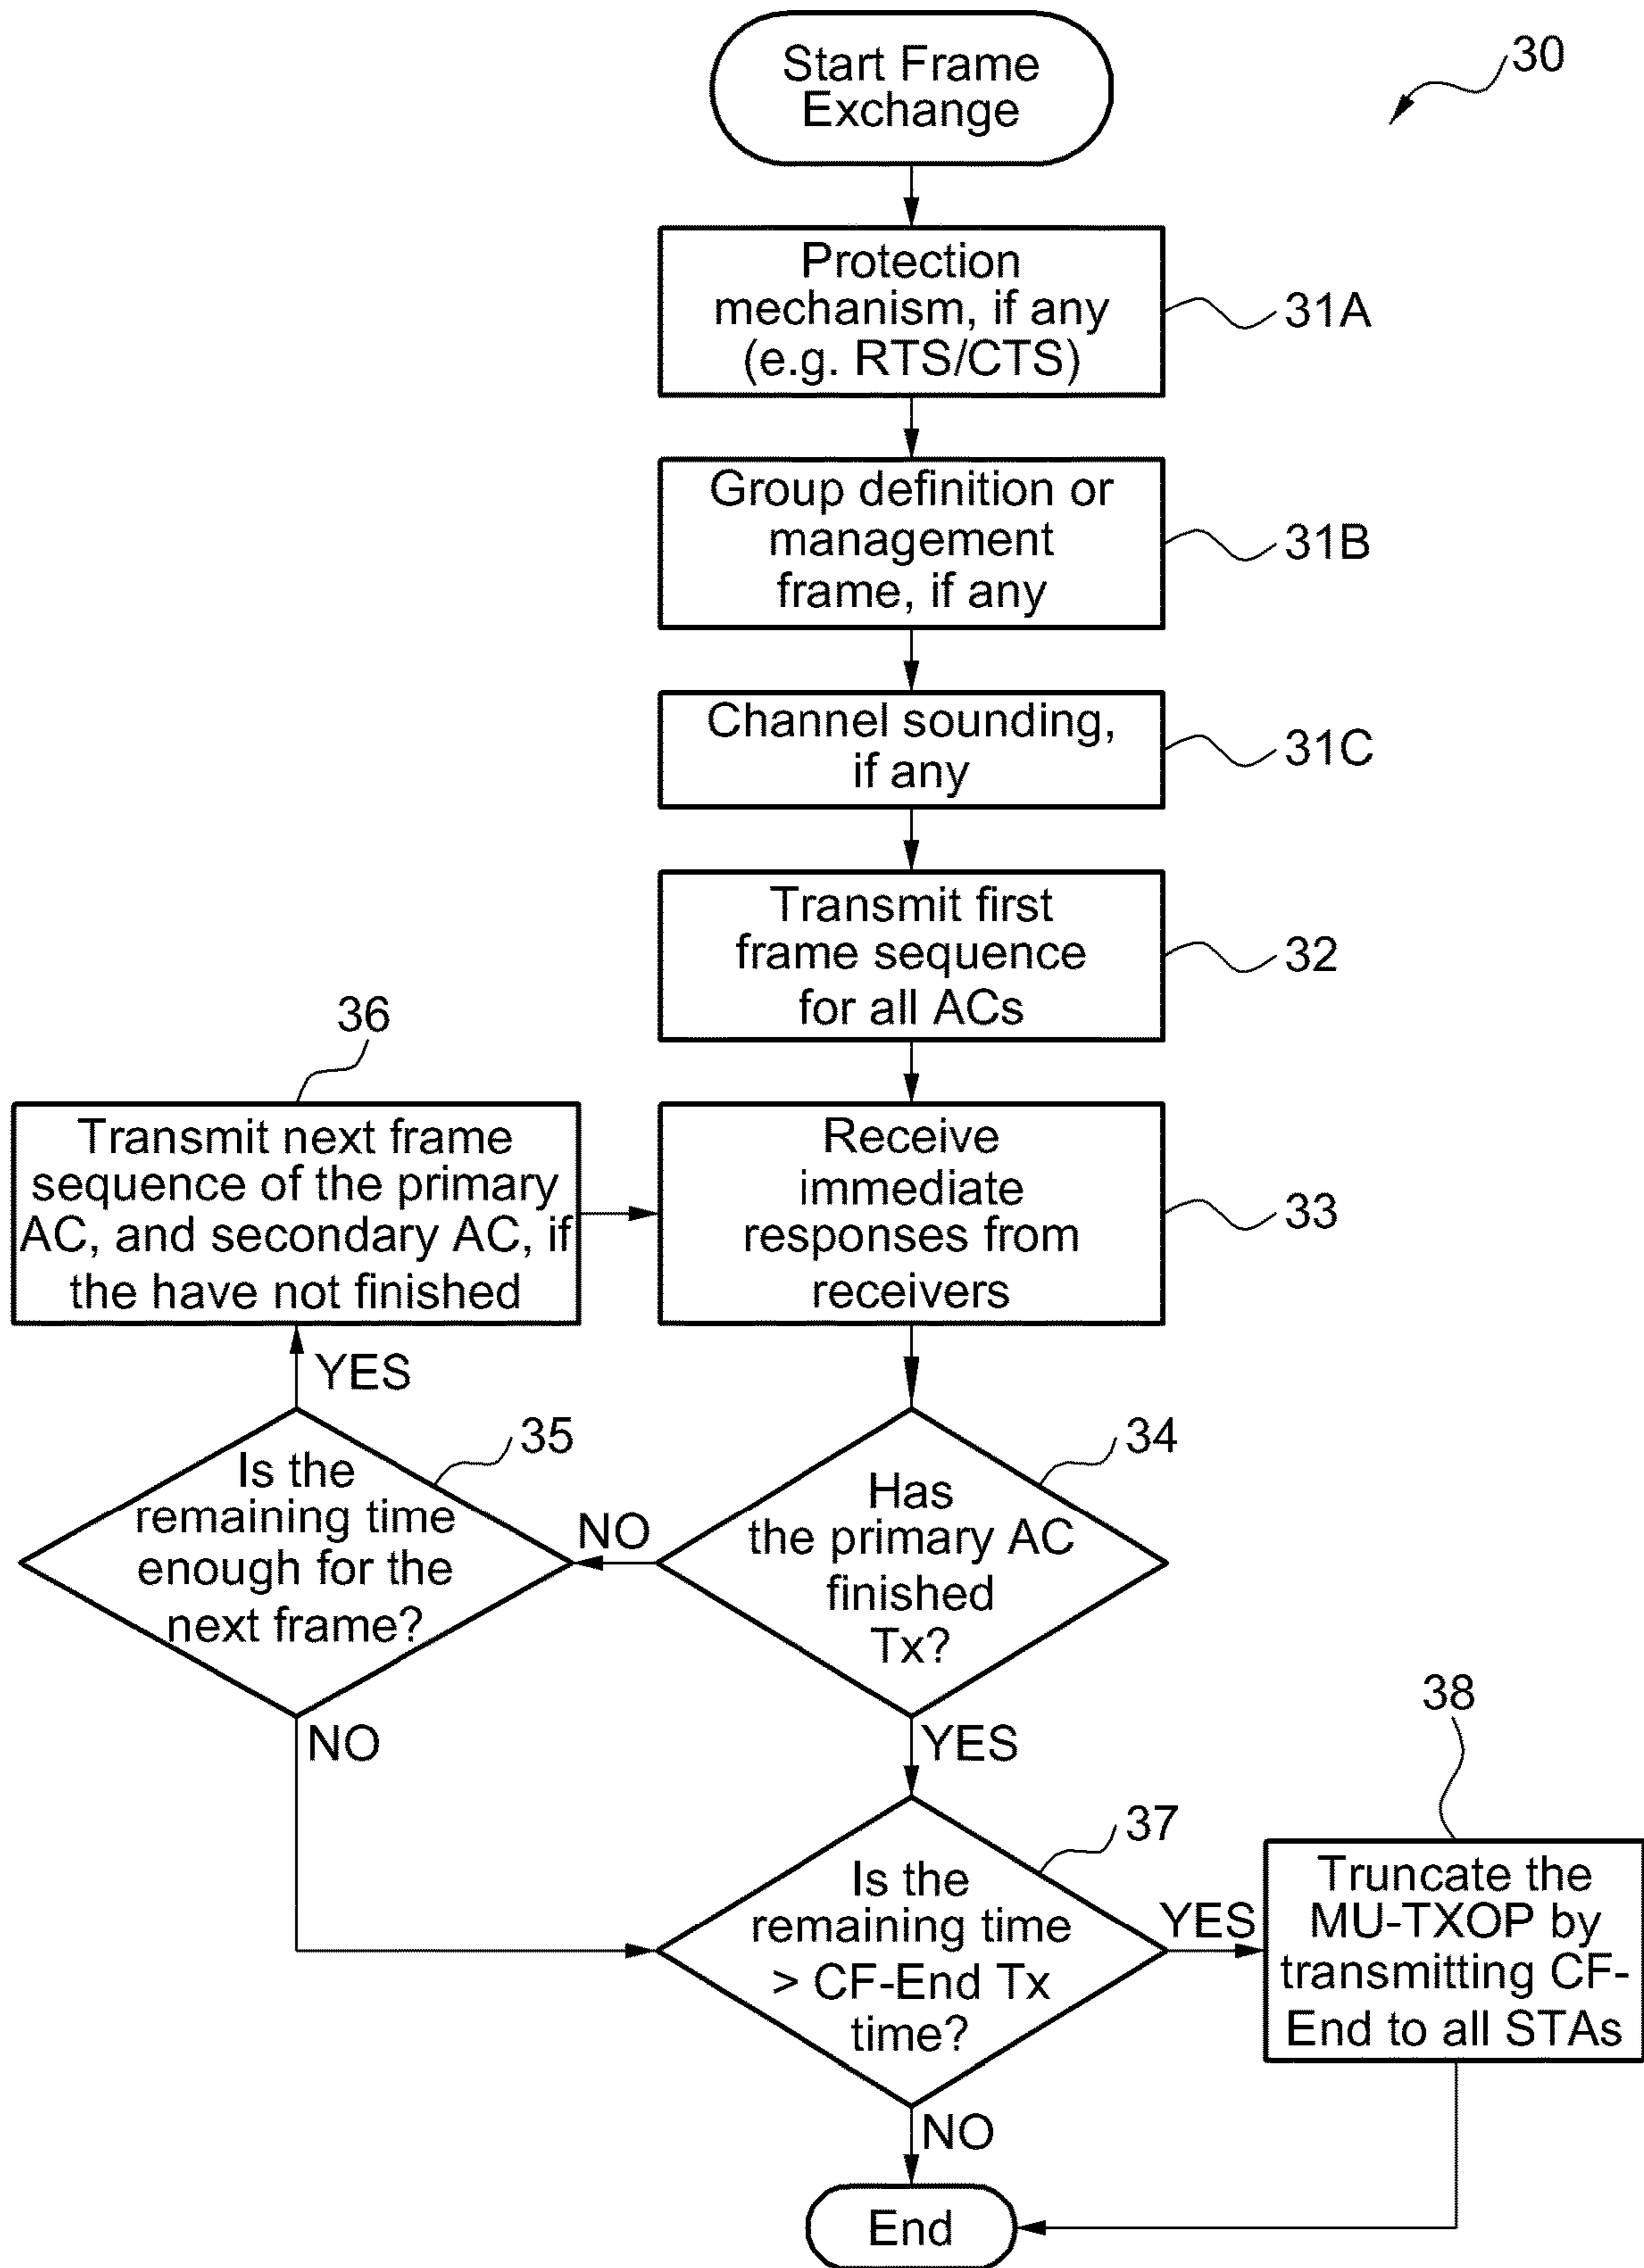 Start Frame
Exchange
30
Protection
mechanism, if any
(e.g. RTS/CTS)
31A
Group definition or
management
frame, if any
31B
Channel sounding,
if any
31C
Transmit first
frame sequence
for all ACs
32
36
Transmit next frame
sequence of the primary
AC, and secondary AC, if
the have not finished
Receive
immediate
responses from
receivers
33
YES
35
Is the
remaining time
enough for the
next frame?
NO
34
Has
the primary AC
finished
Tx?
NO
YES
38
37
Is the
remaining time
> CF-End Tx
time?
YES
Truncate the
MU-TXOP by
transmitting CF-
End to all STAs
NO
End